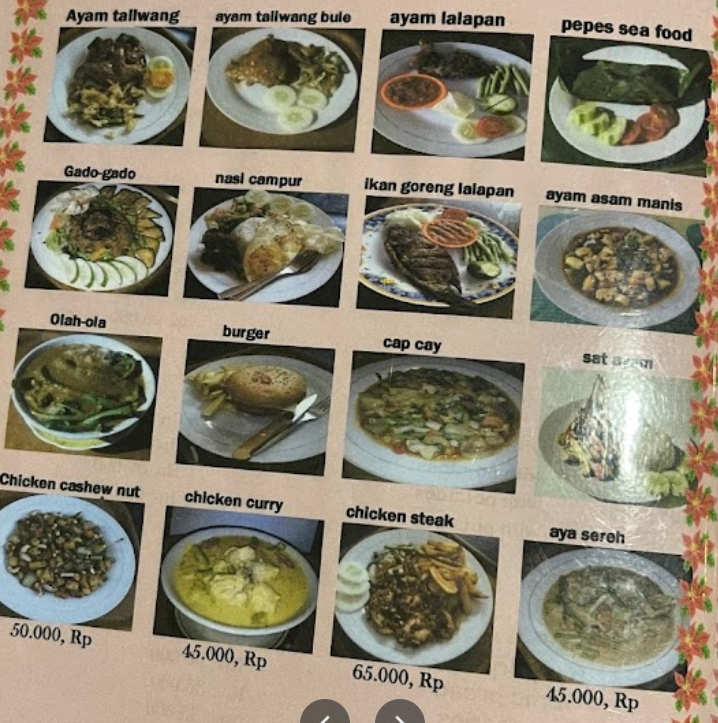 Ayam taliwang
ayam taliwang bule
ayam lalapan
pepes sea food
Gado-gado
nasi campur
ikan goreng lalapan
ayam asam manis
Olah-ola
burger
cap cay
sat
Chicken cashew nut
chicken curry
chicken steak
aya sereh
50.000, Rp
45.000, Rp
65.000, Rp
45.000, Rp